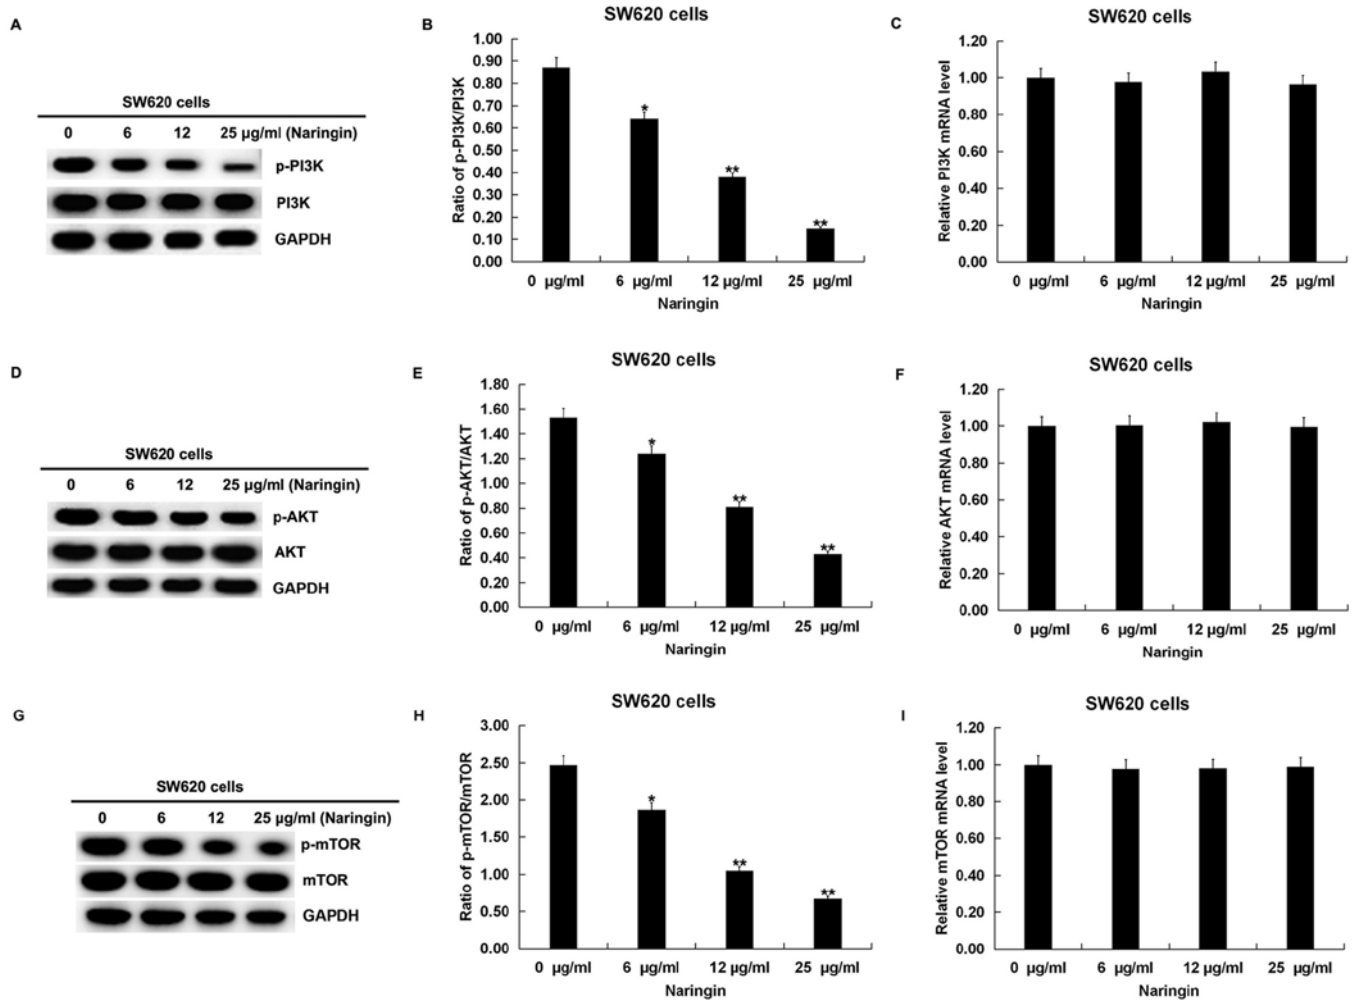 A
SW620 cells
0 6 12 25 µg/ml (Naringin)
p-PI3K
PI3K
GAPDH
B
SW620 cells
Ratio of p-PI3K/PI3K
1.00
0.90
0.80
0.70
0.60
0.50
0.40
0.30
0.20
0.10
0.00
*
**
**
0 µg/ml 6 µg/ml 12 µg/ml 25 µg/ml
Naringin
C
SW620 cells
Relative PI3K mRNA level
1.20
1.00
0.80
0.60
0.40
0.20
0.00
0 µg/ml 6 µg/ml 12 µg/ml 25 µg/ml
Naringin
D
SW620 cells
0 6 12 25 µg/ml (Naringin)
p-AKT
AKT
GAPDH
E
SW620 cells
Ratio of p-AKT/AKT
1.80
1.60
1.40
1.20
1.00
0.80
0.60
0.40
0.20
0.00
*
**
**
0 µg/ml 6 µg/ml 12 µg/ml 25 µg/ml
Naringin
F
SW620 cells
Relative AKT mRNA level
1.20
1.00
0.80
0.60
0.40
0.20
0.00
0 µg/ml 6 µg/ml 12 µg/ml 25 µg/ml
Naringin
G
SW620 cells
0 6 12 25 µg/ml (Naringin)
p-mTOR
mTOR
GAPDH
H
SW620 cells
Ratio of p-mTOR/mTOR
3.00
2.50
2.00
1.50
1.00
0.50
0.00
*
**
**
0 µg/ml 6 µg/ml 12 µg/ml 25 µg/ml
Naringin
I
SW620 cells
Relative mTOR mRNA level
1.20
1.00
0.80
0.60
0.40
0.20
0.00
0 µg/ml 6 µg/ml 12 µg/ml 25 µg/ml
Naringin